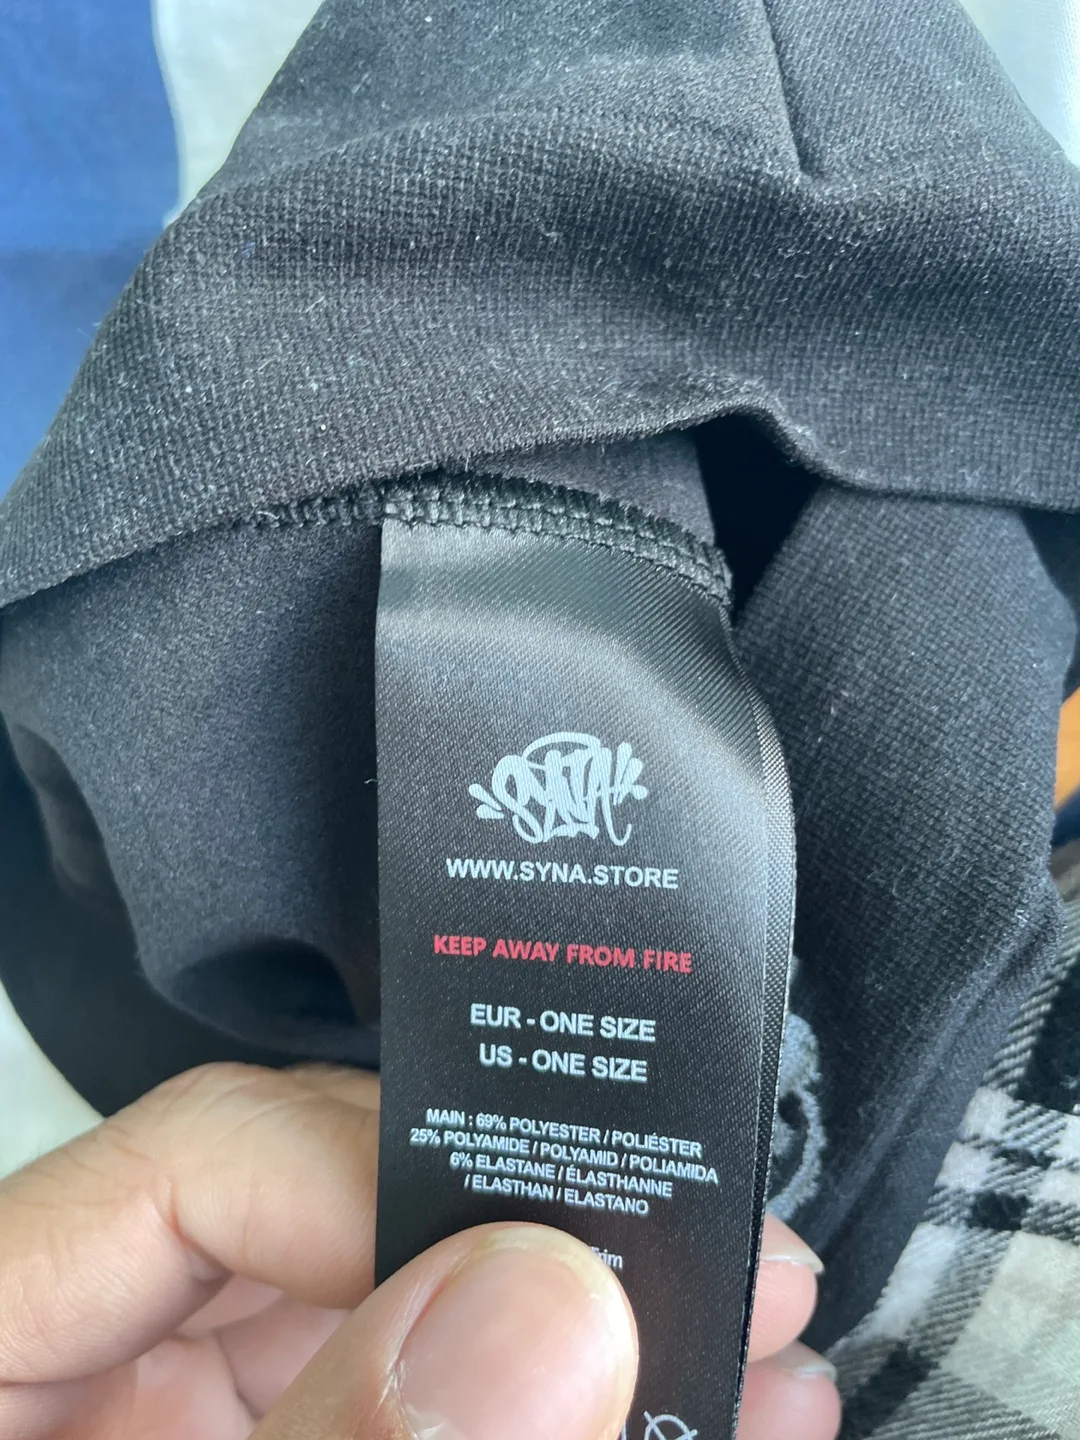 SYNA
WWW.SYNA.STORE
KEEP AWAY FROM FIRE
EUR - ONE SIZE
US - ONE SIZE
MAIN : 69% POLYESTER / POLIÉSTER
25% POLYAMIDE / POLYAMID / POLIAMIDA
6% ELASTANE / ÉLASTHANNE
/ ELASTHAN / ELASTANO